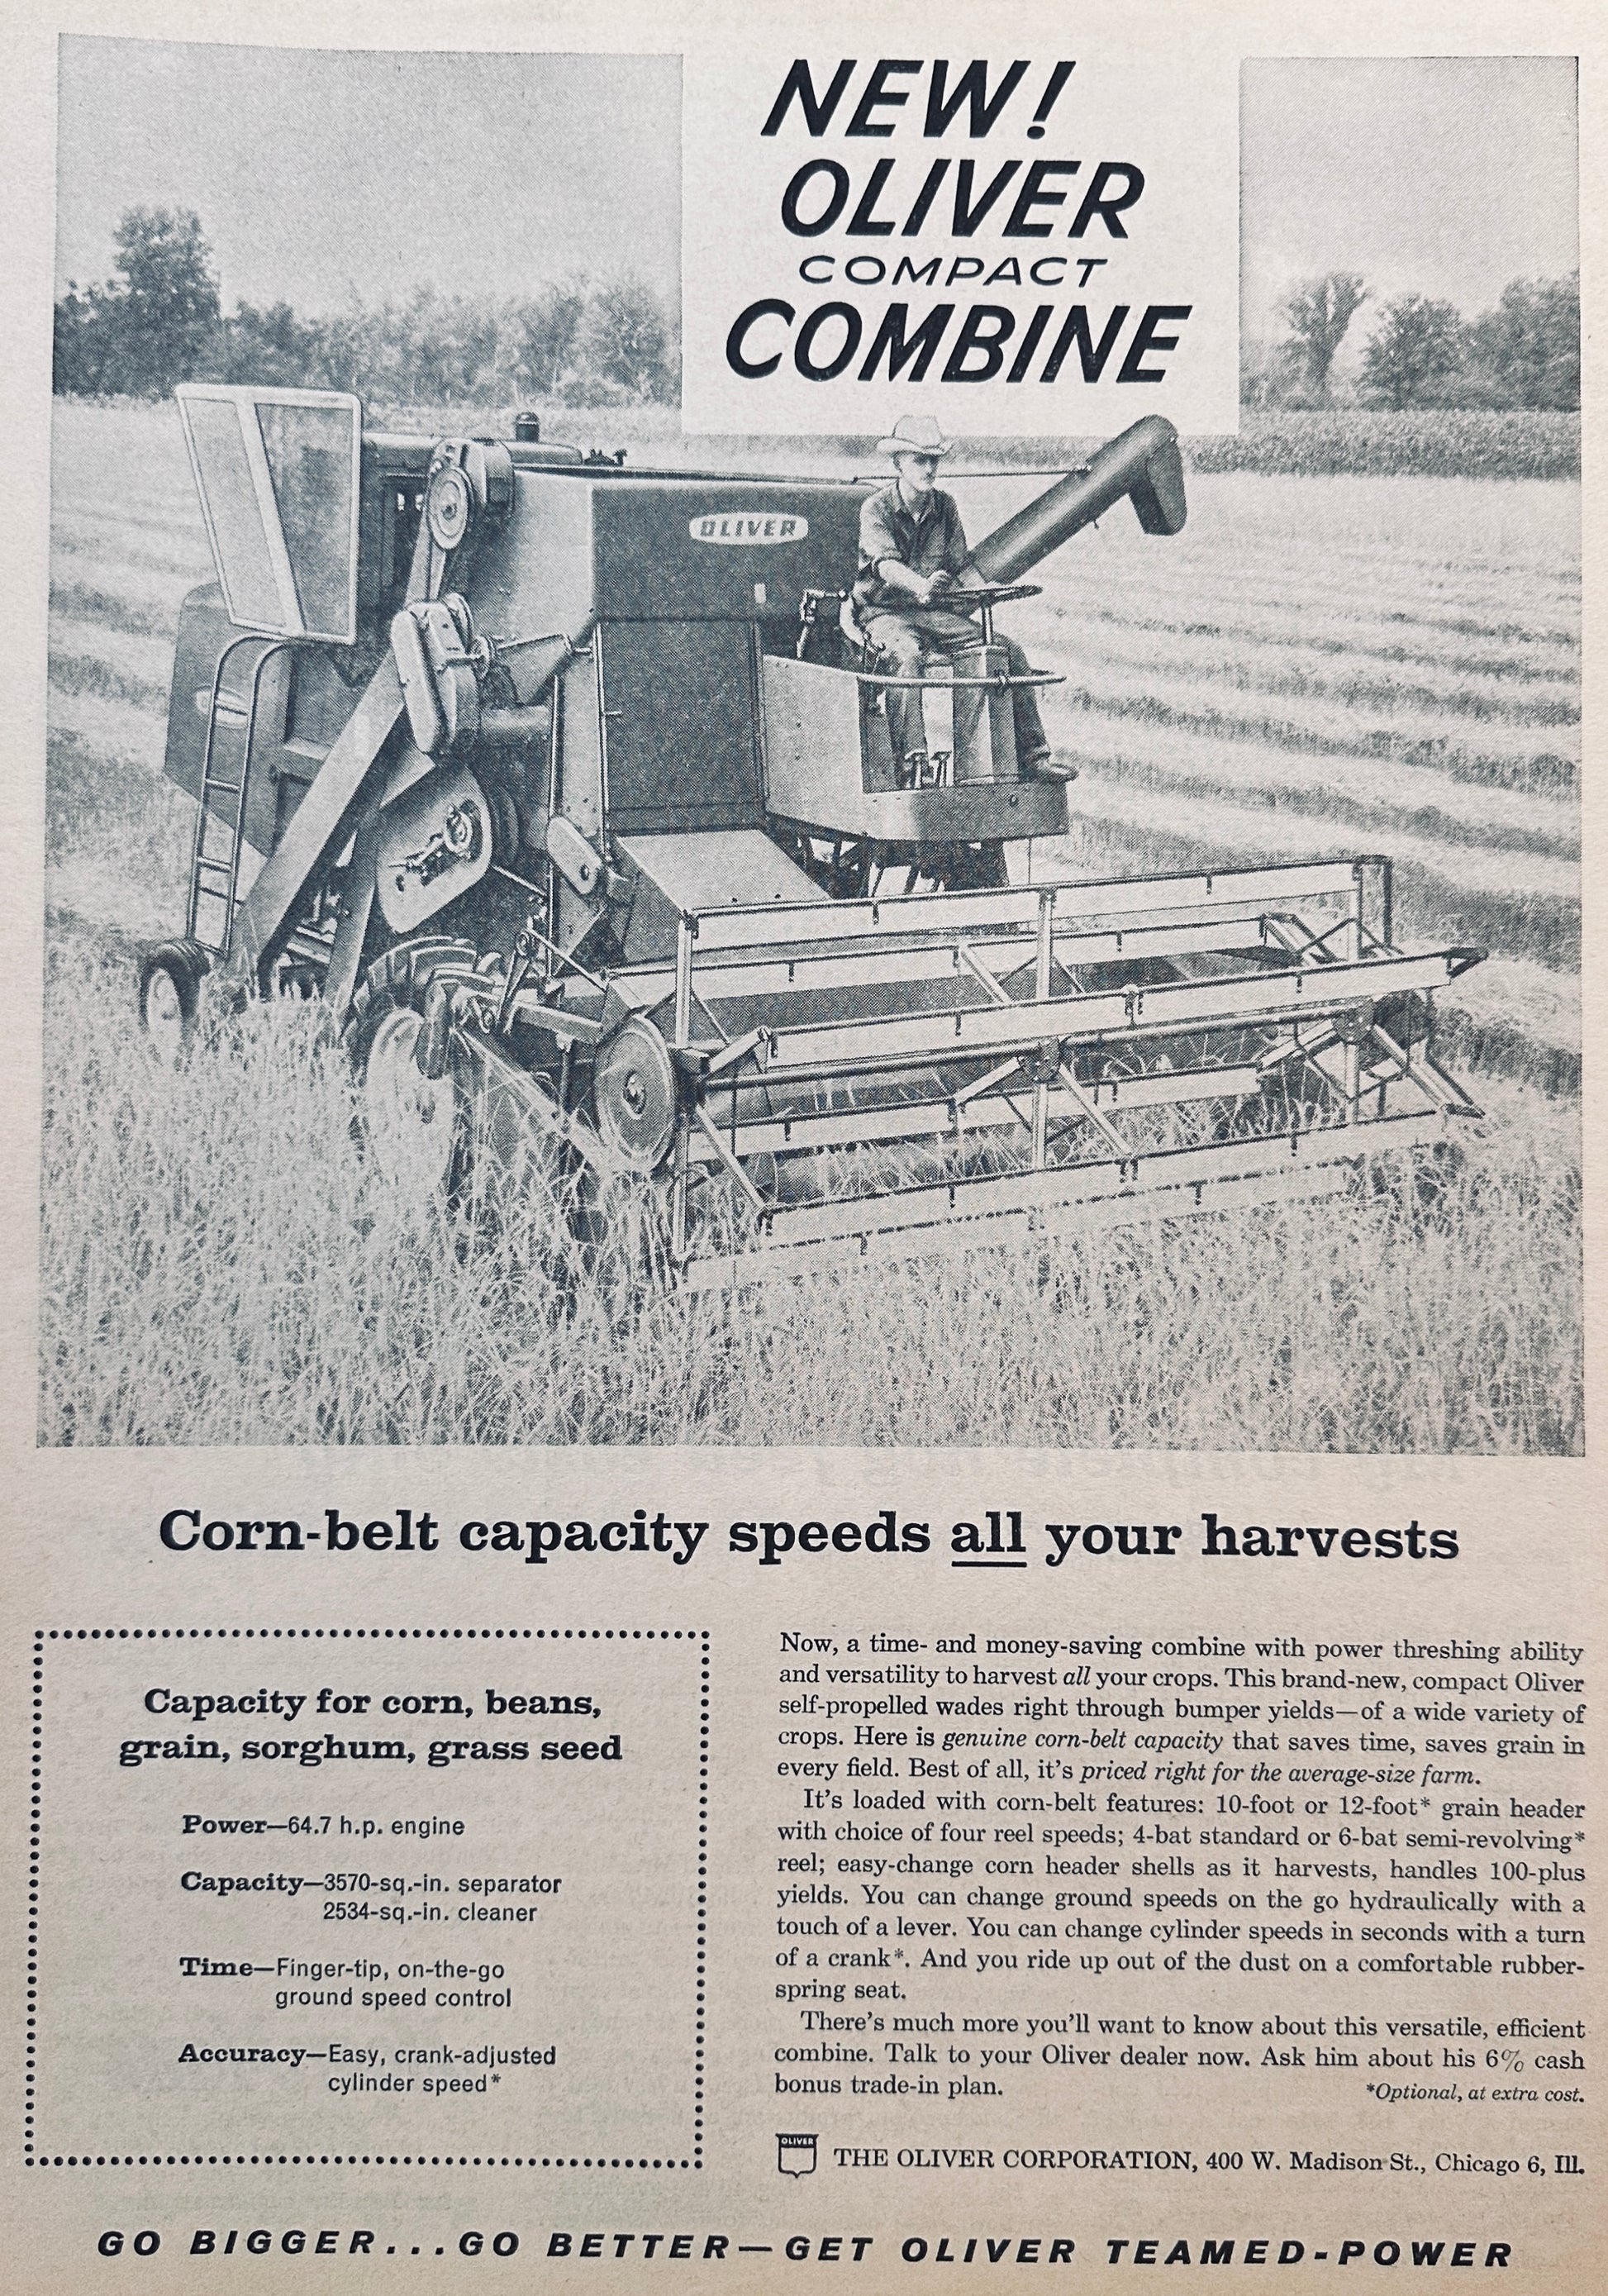 NEW!
OLIVER
COMPACT
COMBINE
OLIVER
Corn-belt capacity speeds all your harvests
Capacity for corn, beans,
grain, sorghum, grass seed
Power—64.7 h.p. engine
Capacity—3570-sq.-in. separator
2534-sq.-in. cleaner
Time—Finger-tip, on-the-go
ground speed control
Accuracy—Easy, crank-adjusted
cylinder speed*
Now, a time- and money-saving combine with power threshing ability
and versatility to harvest all your crops. This brand-new, compact Oliver
self-propelled wades right through bumper yields—of a wide variety of
crops. Here is genuine corn-belt capacity that saves time, saves grain in
every field. Best of all, it's priced right for the average-size farm.
It's loaded with corn-belt features: 10-foot or 12-foot* grain header
with choice of four reel speeds; 4-bat standard or 6-bat semi-revolving*
reel; easy-change corn header shells as it harvests, handles 100-plus
yields. You can change ground speeds on the go hydraulically with a
touch of a lever. You can change cylinder speeds in seconds with a turn
of a crank*. And you ride up out of the dust on a comfortable rubber-
spring seat.
There's much more you'll want to know about this versatile, efficient
combine. Talk to your Oliver dealer now. Ask him about his 6% cash
bonus trade-in plan. *Optional, at extra cost.
OLIVER THE OLIVER CORPORATION, 400 W. Madison St., Chicago 6, Ill.
GO BIGGER...GO BETTER—GET OLIVER TEAMED-POWER